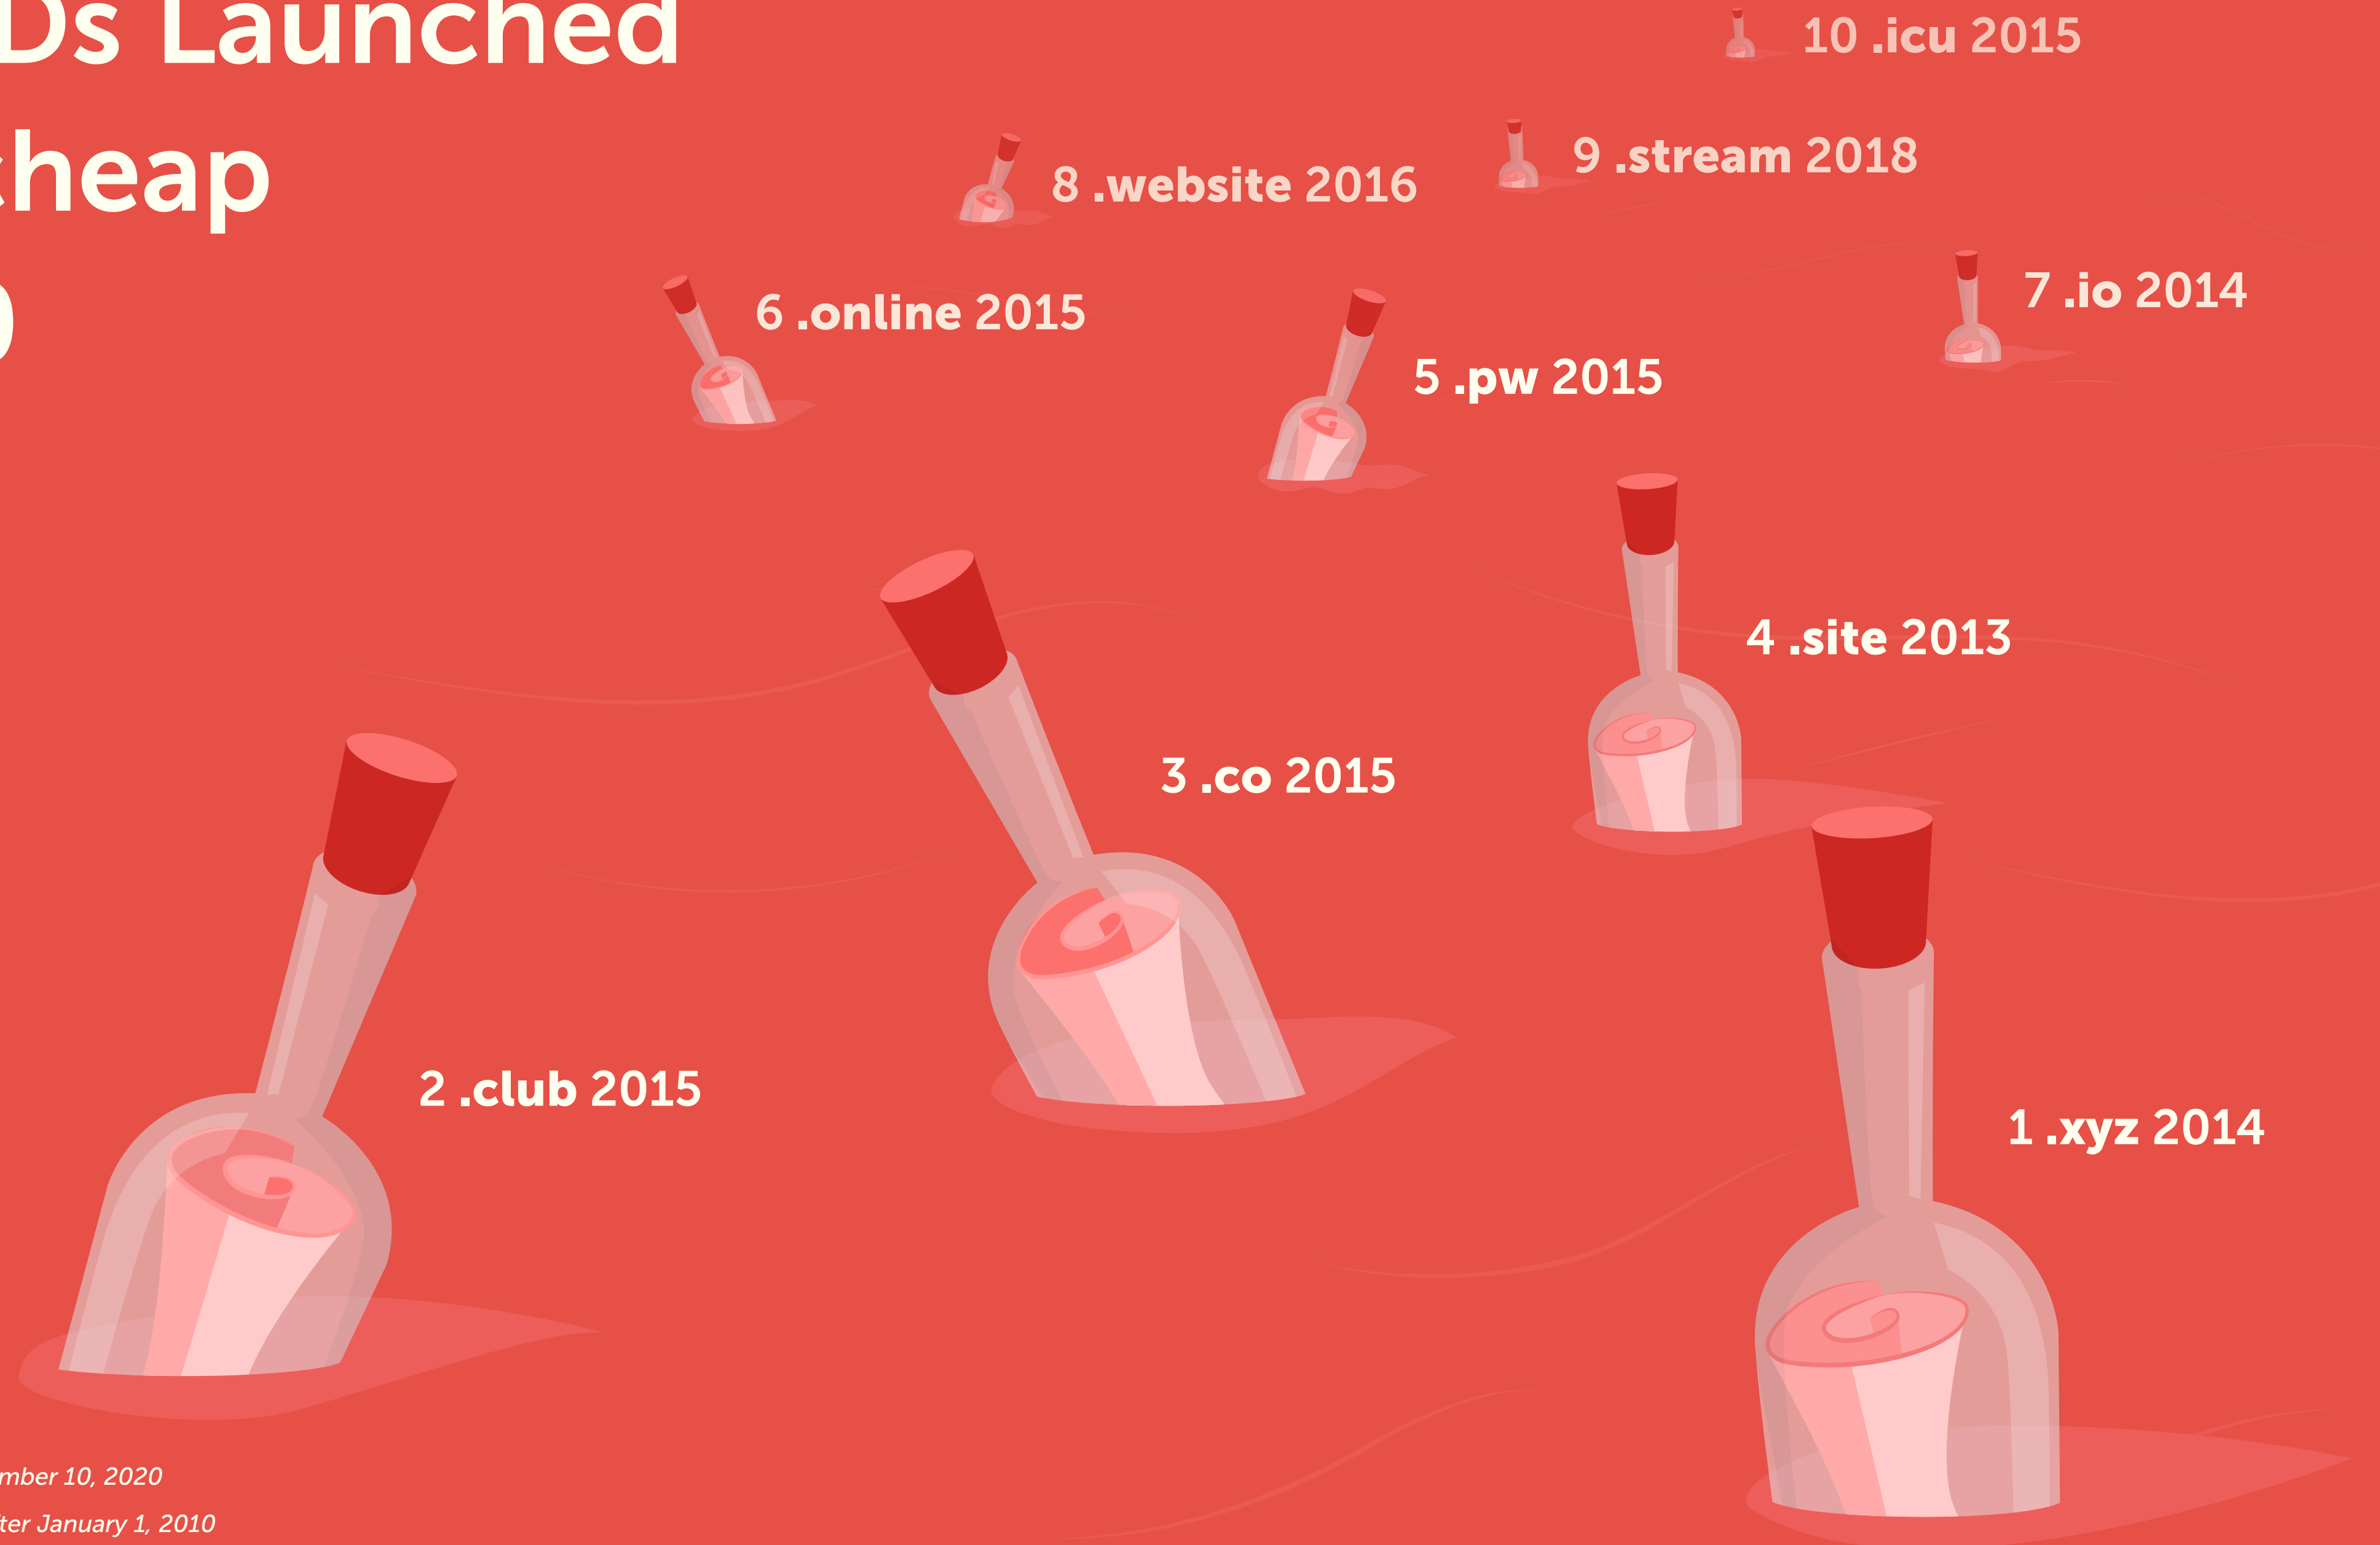 Ds Launched
cheap
10 .icu 2015
9 .stream 2018
8 .website 2016
7 .io 2014
6 .online 2015
5 .pw 2015
4 .site 2013
3 .co 2015
2 .club 2015
1 .xyz 2014
mber 10, 2020
ter January 1, 2010